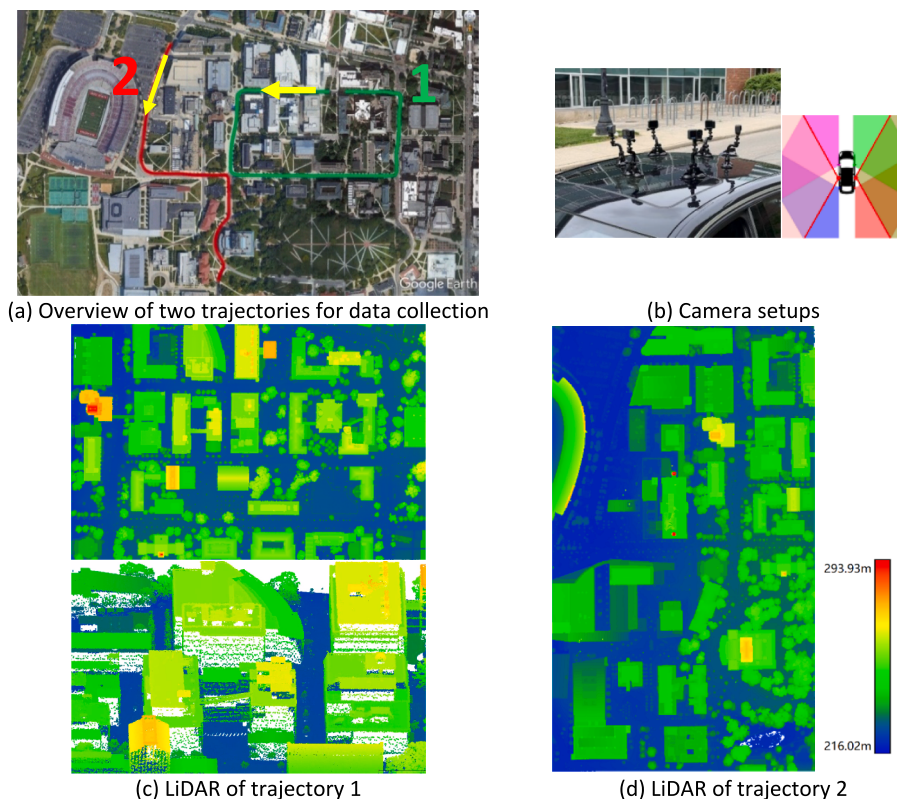 2
1
Google Earth
(a) Overview of two trajectories for data collection
(b) Camera setups
293.93m
216.02m
(c) LiDAR of trajectory 1
(d) LiDAR of trajectory 2